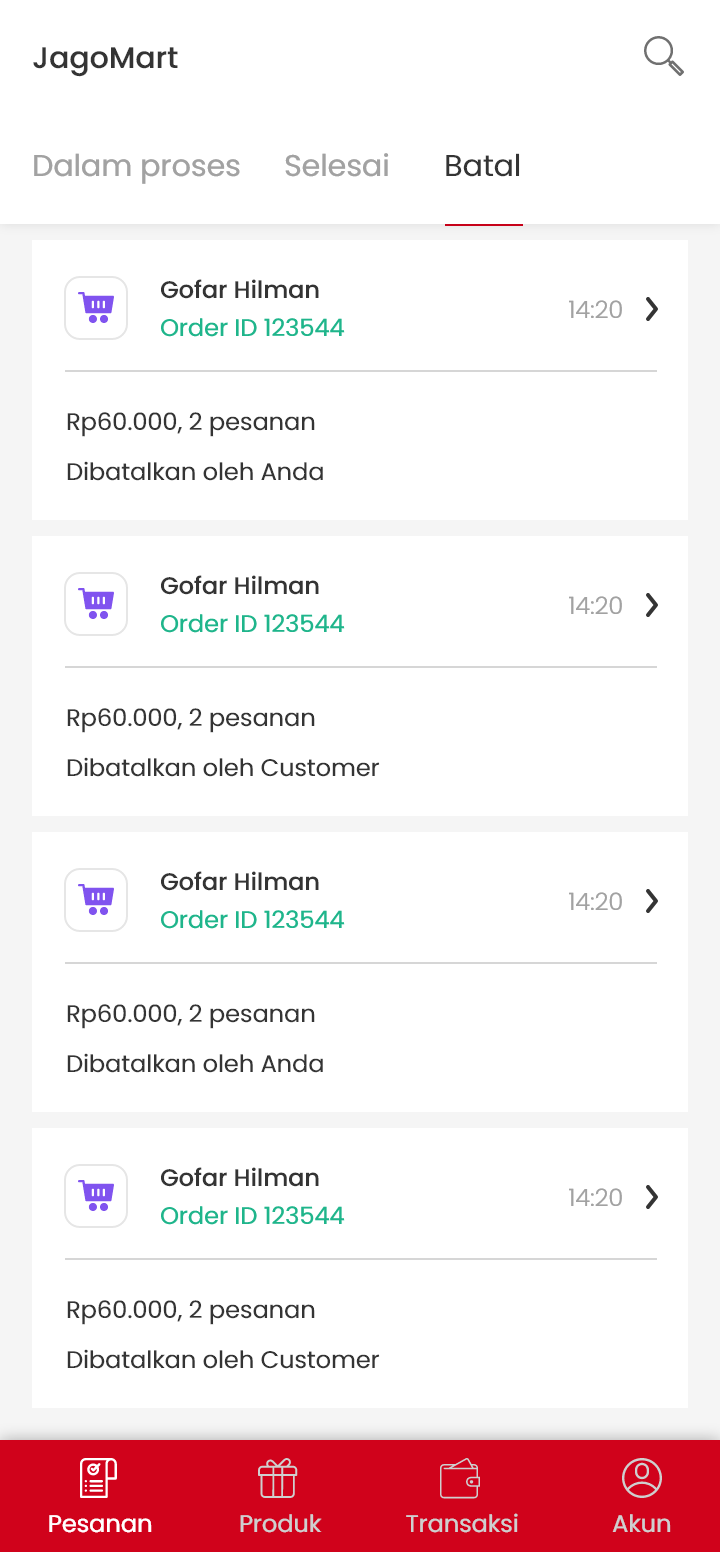 JagoMart
Dalam proses Selesai Batal
Gofar Hilman
Order ID 123544
14:20
Rp60.000, 2 pesanan
Dibatalkan oleh Anda
Gofar Hilman
Order ID 123544
14:20
Rp60.000, 2 pesanan
Dibatalkan oleh Customer
Gofar Hilman
Order ID 123544
14:20
Rp60.000, 2 pesanan
Dibatalkan oleh Anda
Gofar Hilman
Order ID 123544
14:20
Rp60.000, 2 pesanan
Dibatalkan oleh Customer
Pesanan Produk Transaksi Akun